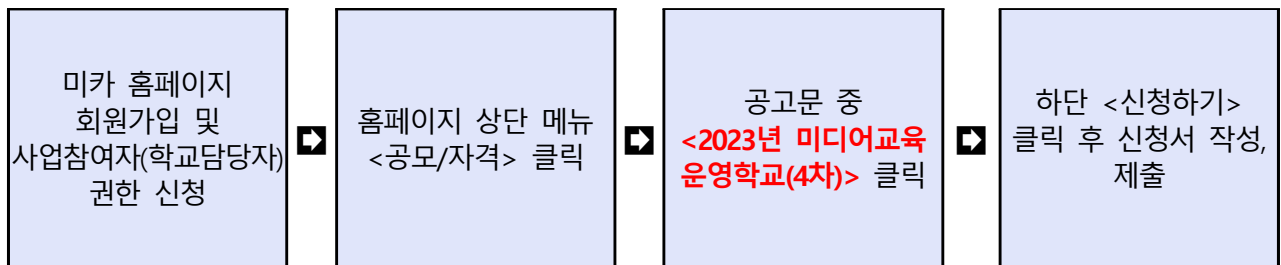 미카 홈페이지
회원가입 및
사업참여자(학교담당자)
권한 신청
홈페이지 상단 메뉴
<공모/자격> 클릭
공고문 중
<2023년 미디어교육
운영학교(4차)> 클릭
하단 <신청하기>
클릭 후 신청서 작성,
제출